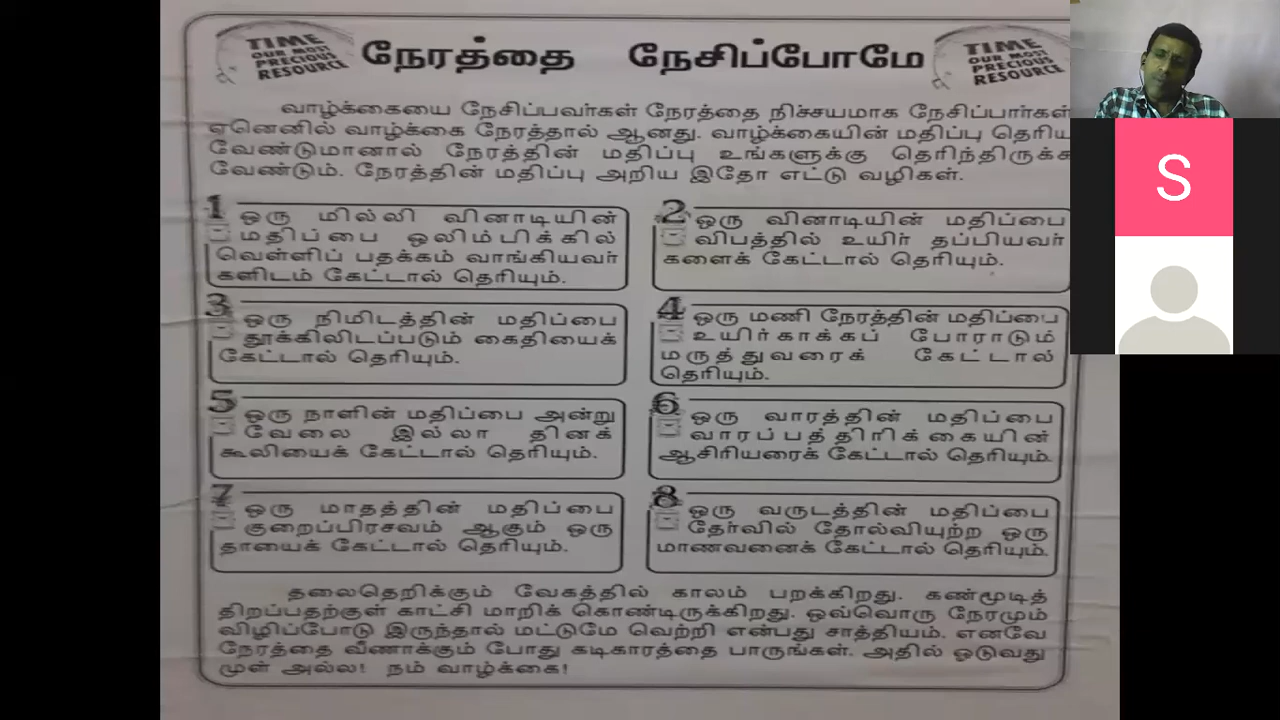 TIME
OUR MOST
PRECIOUS
RESOURCE
நேரத்தை நேசிப்போமே
TIME
OUR MOST
PRECIOUS
RESOURCE
வாழ்க்கையை நேசிப்பவர்கள் நேரத்தை நிச்சயமாக நேசிப்பார்கள்
ஏனெனில் வாழ்க்கை நேரத்தால் ஆனது. வாழ்க்கையின் மதிப்பு தெரிய
வேண்டுமானால் நேரத்தின் மதிப்பு உங்களுக்கு தெரிந்திருக்க
வேண்டும். நேரத்தின் மதிப்பு அறிய இதோ எட்டு வழிகள்.
1 ஒரு மில்லி வினாடியின்
மதிப்பை ஒலிம்பிக்கில்
வெள்ளிப் பதக்கம் வாங்கியவர்
களிடம் கேட்டால் தெரியும்.
2 ஒரு வினாடியின் மதிப்பை
விபத்தில் உயிர் தப்பியவர்
களைக் கேட்டால் தெரியும்.
3 ஒரு நிமிடத்தின் மதிப்பை
தூக்கிலிடப்படும் கைதியைக்
கேட்டால் தெரியும்.
4 ஒரு மணி நேரத்தின் மதிப்பை
உயிர்காக்கப் போராடும்
மருத்துவரைக் கேட்டால்
தெரியும்.
5 ஒரு நாளின் மதிப்பை அன்று
வேலை இல்லா தினக்
கூலியைக் கேட்டால் தெரியும்.
6 ஒரு வாரத்தின் மதிப்பை
வாரப்பத்திரிக்கையின்
ஆசிரியரைக் கேட்டால் தெரியும்.
7 ஒரு மாதத்தின் மதிப்பை
குறைப்பிரசவம் ஆகும் ஒரு
தாயைக் கேட்டால் தெரியும்.
8 ஒரு வருடத்தின் மதிப்பை
தேர்வில் தோல்வியுற்ற ஒரு
மாணவனைக் கேட்டால் தெரியும்.
தலைதெறிக்கும் வேகத்தில் காலம் பறக்கிறது. கண்மூடித்
திறப்பதற்குள் காட்சி மாறிக் கொண்டிருக்கிறது. ஒவ்வொரு நேரமும்
விழிப்போடு இருந்தால் மட்டுமே வெற்றி என்பது சாத்தியம். எனவே
நேரத்தை வீணாக்கும் போது கடிகாரத்தை பாருங்கள். அதில் ஓடுவது
முள் அல்ல! நம் வாழ்க்கை!
S